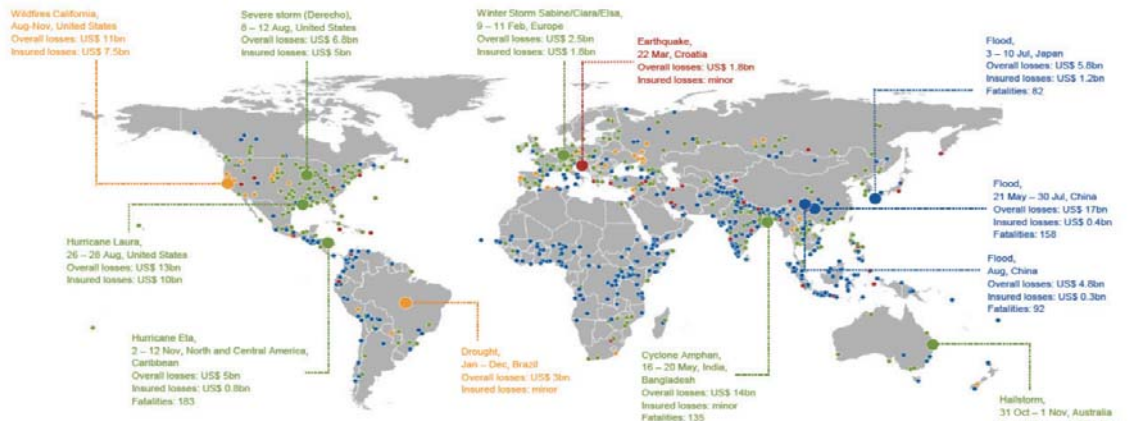 Wildfires California,
Aug-Nov, United States
Overall losses: US$ 11bn
Insured losses: US$ 7.5bn
Severe storm (Derecho),
8 – 12 Aug, United States
Overall losses: US$ 6.8bn
Insured losses: US$ 5bn
Winter Storm Sabine/Ciara/Elsa,
9 – 11 Feb, Europe
Overall losses: US$ 2.5bn
Insured losses: US$ 1.8bn
Earthquake,
22 Mar, Croatia
Overall losses: US$ 1.8bn
Insured losses: minor
Flood,
3 – 10 Jul, Japan
Overall losses: US$ 5.8bn
Insured losses: US$ 1.2bn
Fatalities: 82
Flood,
21 May – 30 Jul, China
Overall losses: US$ 17bn
Insured losses: US$ 0.4bn
Fatalities: 158
Hurricane Laura,
26 – 28 Aug, United States
Overall losses: US$ 13bn
Insured losses: US$ 10bn
Flood,
Aug, China
Overall losses: US$ 4.8bn
Insured losses: US$ 0.3bn
Fatalities: 92
Hurricane Eta,
2 – 12 Nov, North and Central America,
Caribbean
Overall losses: US$ 5bn
Insured losses: US$ 0.8bn
Fatalities: 183
Drought,
Jan – Dec, Brazil
Overall losses: US$ 3bn
Insured losses: minor
Cyclone Amphan,
16 – 20 May, India,
Bangladesh
Overall losses: US$ 14bn
Insured losses: minor
Fatalities: 135
Hailstorm,
31 Oct – 1 Nov, Australia